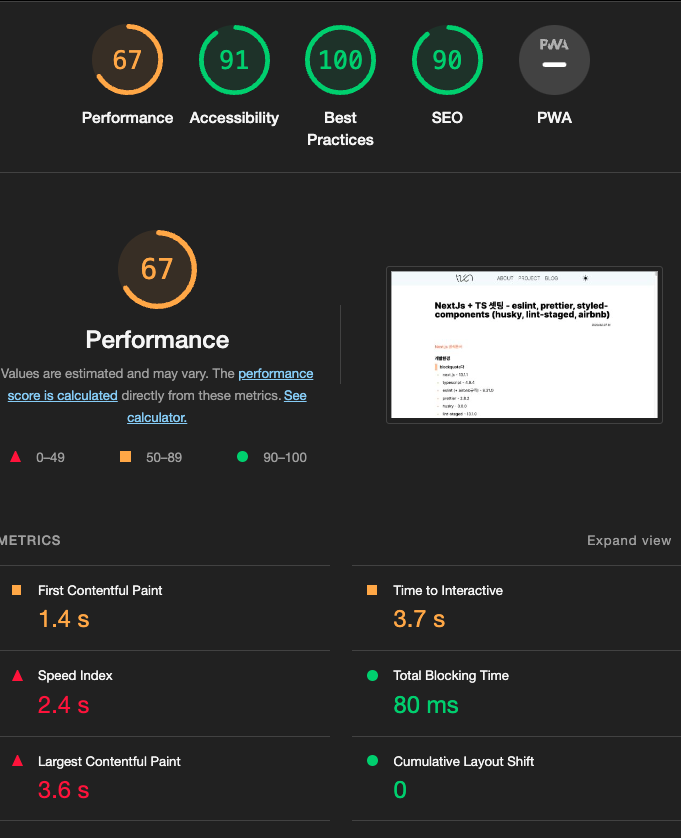 67
91
100
90
PWA
Performance
Accessibility
Best
Practices
SEO
PWA
67
Performance
Values are estimated and may vary. The performance
score is calculated directly from these metrics. See
calculator.
0–49
50–89
90–100
ABOUT PROJECT BLOG
NextJs + TS 셋팅 - eslint, prettier, styled-
components (husky, lint-staged, airbnb)
개발환경
METRICS
Expand view
First Contentful Paint
1.4 s
Time to Interactive
3.7 s
Speed Index
2.4 s
Total Blocking Time
80 ms
Largest Contentful Paint
3.6 s
Cumulative Layout Shift
0